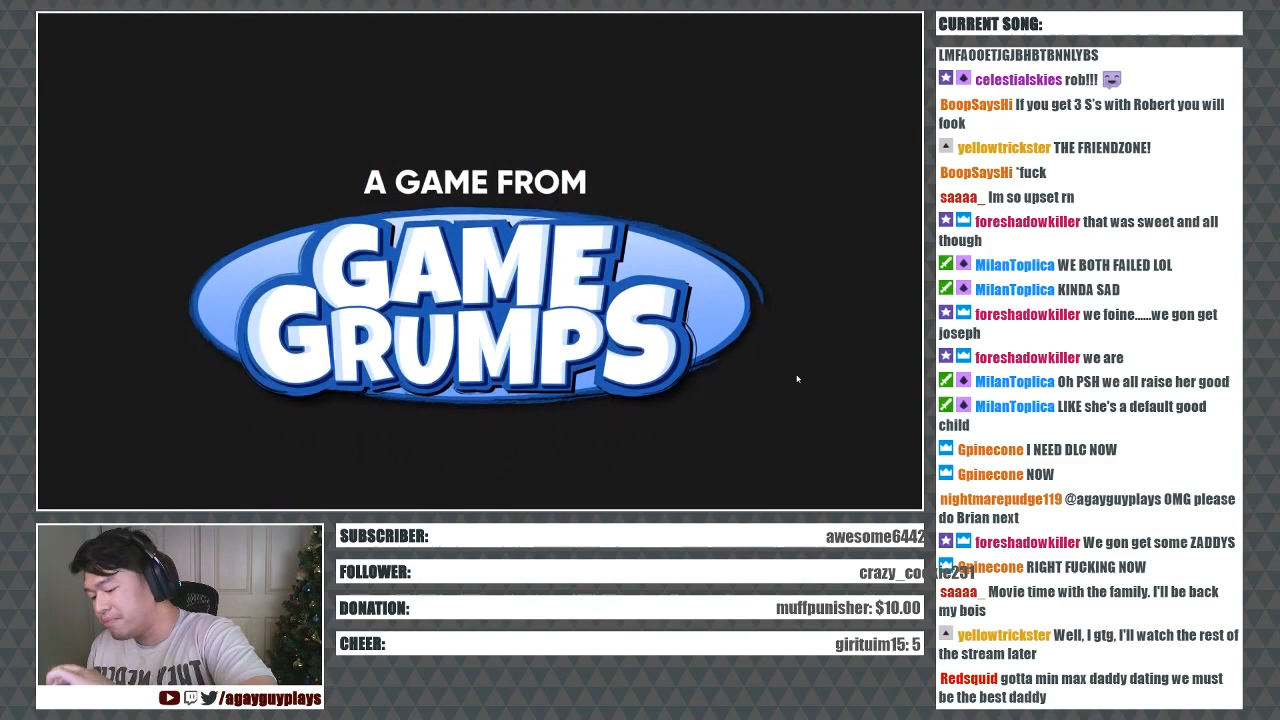 A GAME FROM
GAME
GRUMPS
CURRENT SONG:
LMFAOOETJGJBHBTBNNLYBS
celestialskies rob!!!
BoopSaysHi If you get 3 S's with Robert you will
fook
yellowtrickster THE FRIENDZONE!
BoopSaysHi *fuck
saaaa_ Im so upset rn
foreshadowkiller that was sweet and all
though
MilanToplica WE BOTH FAILED LOL
MilanToplica KINDA SAD
foreshadowkiller we foine......we gon get
joseph
foreshadowkiller we are
MilanToplica Oh PSH we all raise her good
MilanToplica LIKE she's a default good
child
Gpinecone I NEED DLC NOW
Gpinecone NOW
nightmarepudge119 @agayguyplays OMG please
do Brian next
foreshadowkiller We gon get some ZADDYS
Gpinecone RIGHT FUCKING NOW
saaaa_ Movie time with the family. I'll be back
my bois
yellowtrickster Well, I gtg, I'll watch the rest of
the stream later
Redsquid gotta min max daddy dating we must
be the best daddy
SUBSCRIBER: awesome6442
FOLLOWER:
DONATION: muffpunisher: $10.00
CHEER: girituim15: 5
/agayguyplays